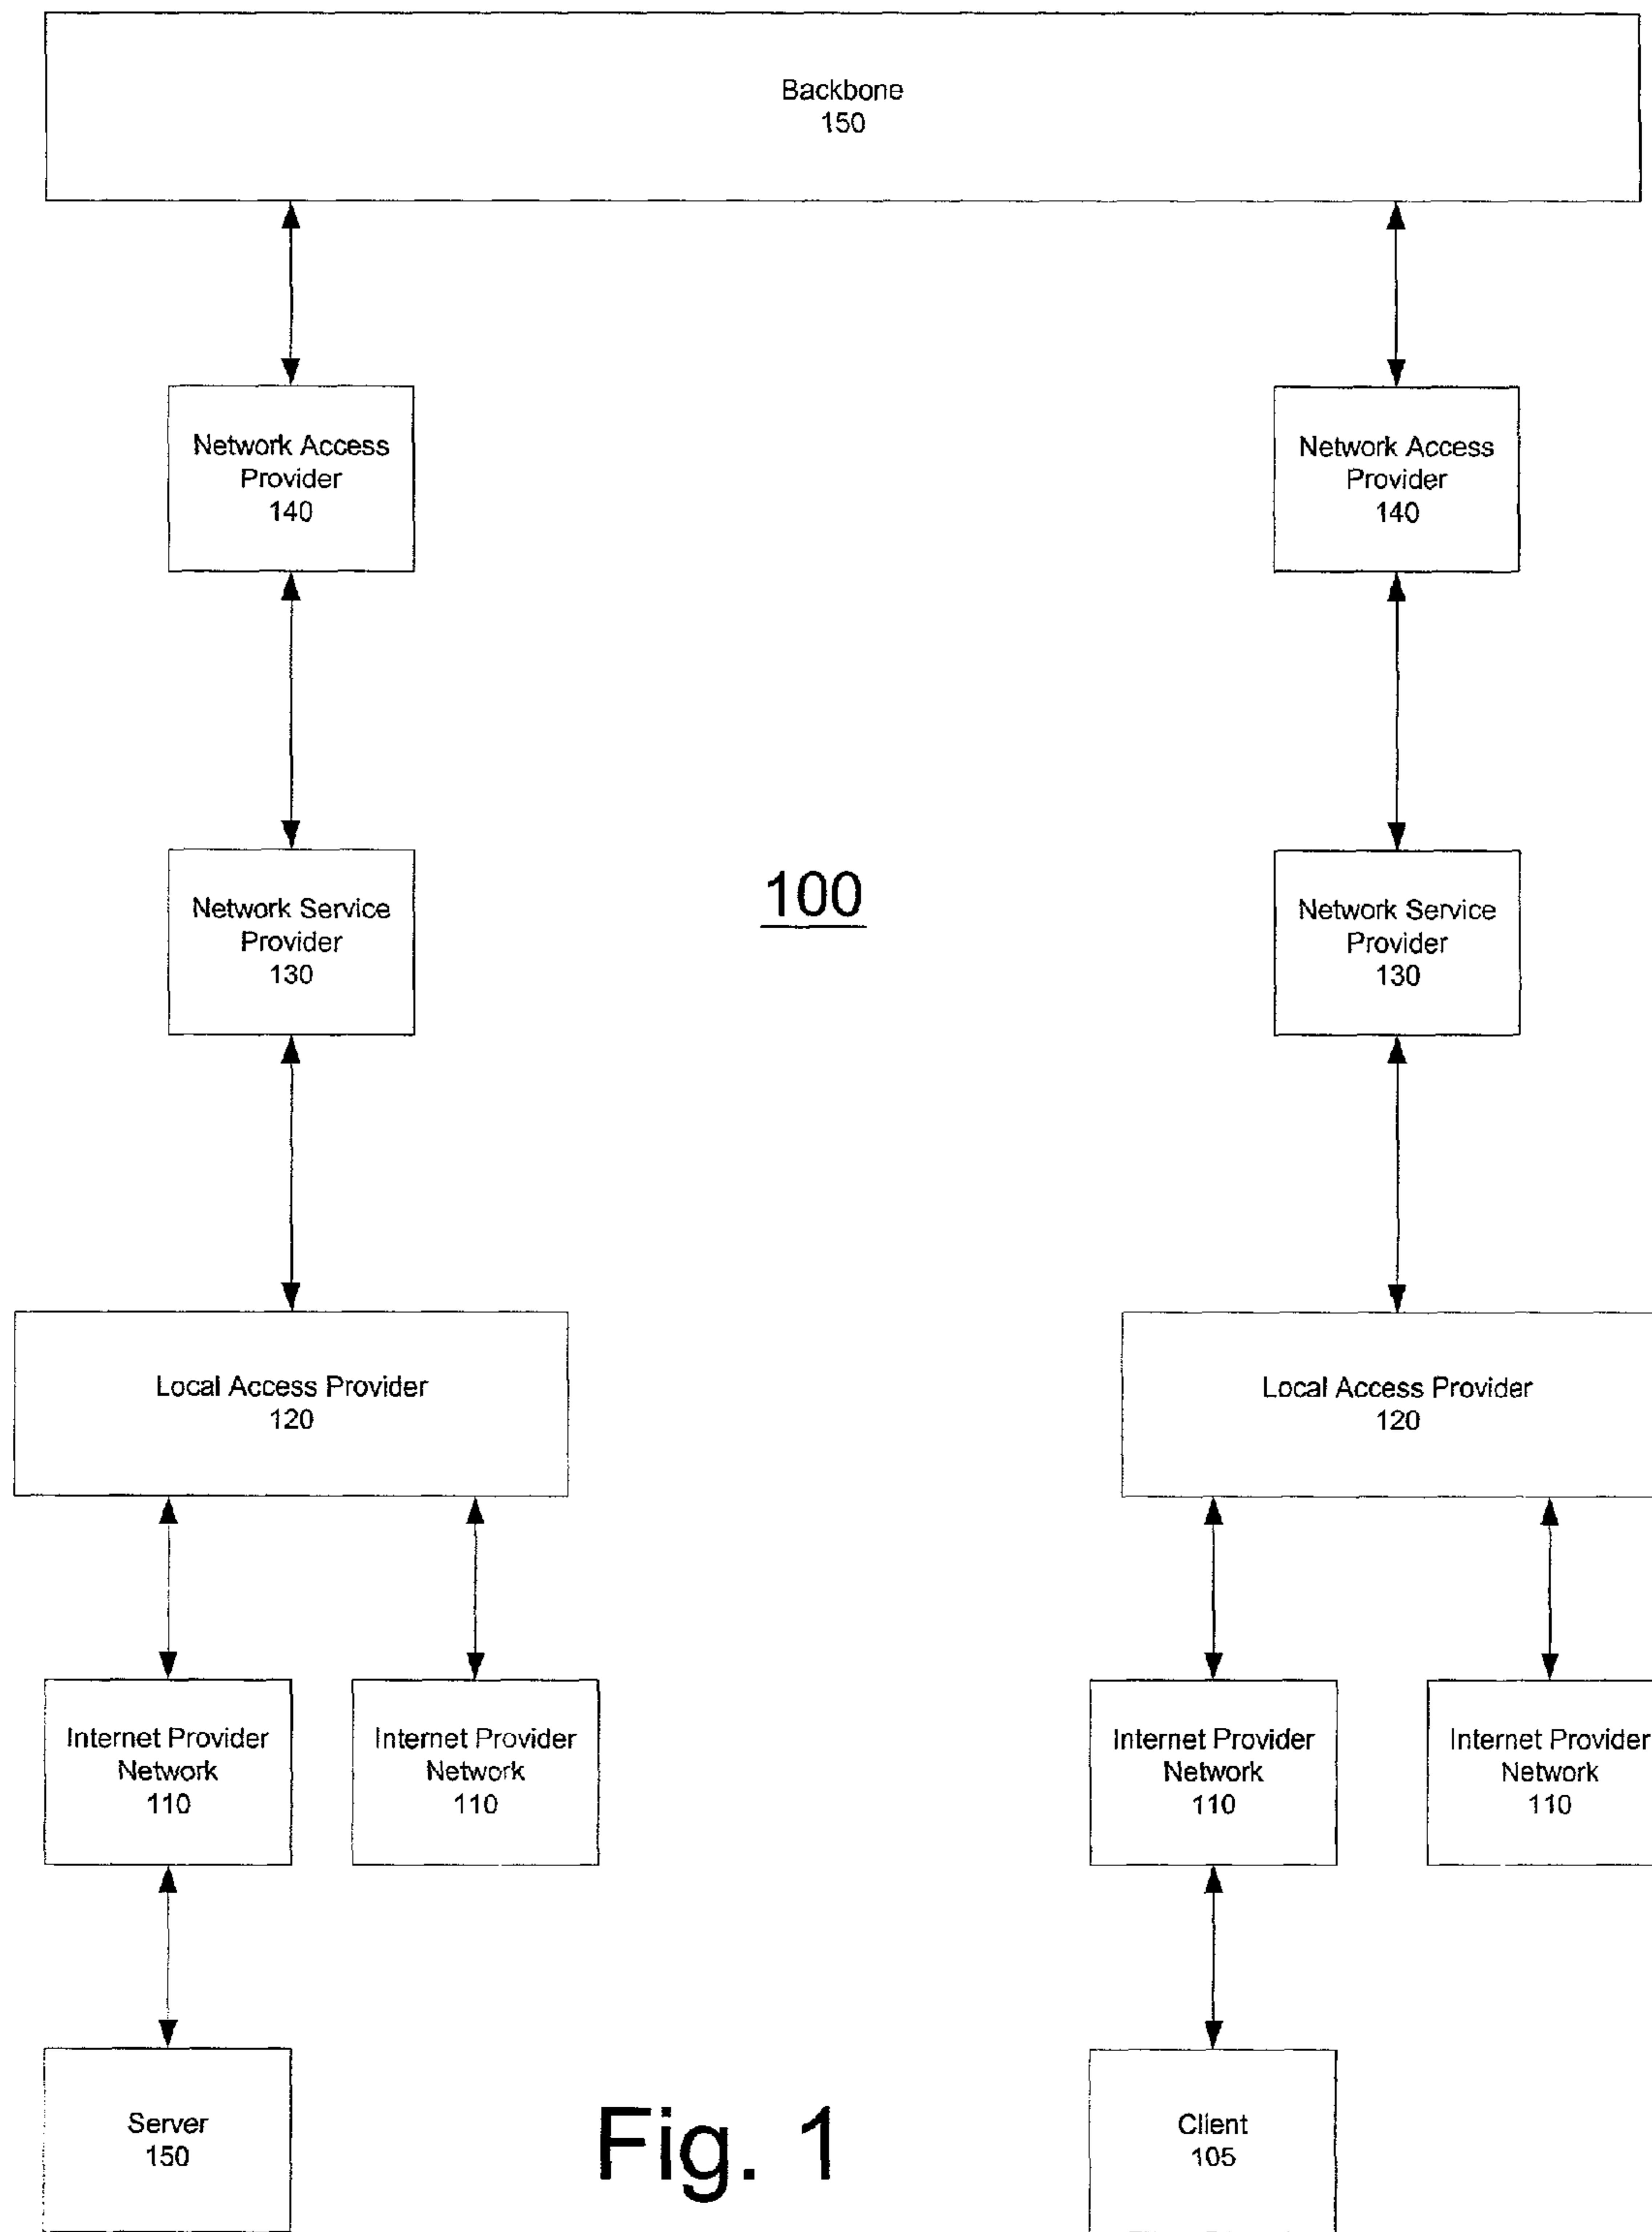 Backbone
150
Network Access
Provider
140
Network Access
Provider
140
Network Service
Provider
130
100
Network Service
Provider
130
Local Access Provider
120
Local Access Provider
120
Internet Provider
Network
110
Internet Provider
Network
110
Internet Provider
Network
110
Internet Provider
Network
110
Server
150
Fig. 1
Client
105